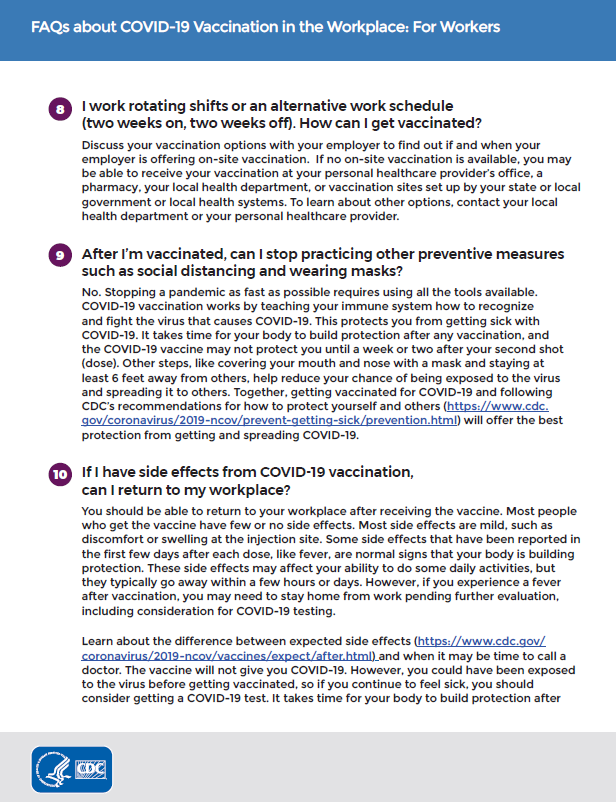 FAQs about COVID-19 Vaccination in the Workplace: For Workers
8 I work rotating shifts or an alternative work schedule
(two weeks on, two weeks off). How can I get vaccinated?
Discuss your vaccination options with your employer to find out if and when your
employer is offering on-site vaccination. If no on-site vaccination is available, you may
be able to receive your vaccination at your personal healthcare provider's office, a
pharmacy, your local health department, or vaccination sites set up by your state or local
government or local health systems. To learn about other options, contact your local
health department or your personal healthcare provider.
9 After I'm vaccinated, can I stop practicing other preventive measures
such as social distancing and wearing masks?
No. Stopping a pandemic as fast as possible requires using all the tools available.
COVID-19 vaccination works by teaching your immune system how to recognize
and fight the virus that causes COVID-19. This protects you from getting sick with
COVID-19. It takes time for your body to build protection after any vaccination, and
the COVID-19 vaccine may not protect you until a week or two after your second shot
(dose). Other steps, like covering your mouth and nose with a mask and staying at
least 6 feet away from others, help reduce your chance of being exposed to the virus
and spreading it to others. Together, getting vaccinated for COVID-19 and following
CDC's recommendations for how to protect yourself and others (https://www.cdc.
gov/coronavirus/2019-ncov/prevent-getting-sick/prevention.html) will offer the best
protection from getting and spreading COVID-19.
10 If I have side effects from COVID-19 vaccination,
can I return to my workplace?
You should be able to return to your workplace after receiving the vaccine. Most people
who get the vaccine have few or no side effects. Most side effects are mild, such as
discomfort or swelling at the injection site. Some side effects that have been reported in
the first few days after each dose, like fever, are normal signs that your body is building
protection. These side effects may affect your ability to do some daily activities, but
they typically go away within a few hours or days. However, if you experience a fever
after vaccination, you may need to stay home from work pending further evaluation,
including consideration for COVID-19 testing.
Learn about the difference between expected side effects (https://www.cdc.gov/
coronavirus/2019-ncov/vaccines/expect/after.html) and when it may be time to call a
doctor. The vaccine will not give you COVID-19. However, you could have been exposed
to the virus before getting vaccinated, so if you continue to feel sick, you should
consider getting a COVID-19 test. It takes time for your body to build protection after
CDC